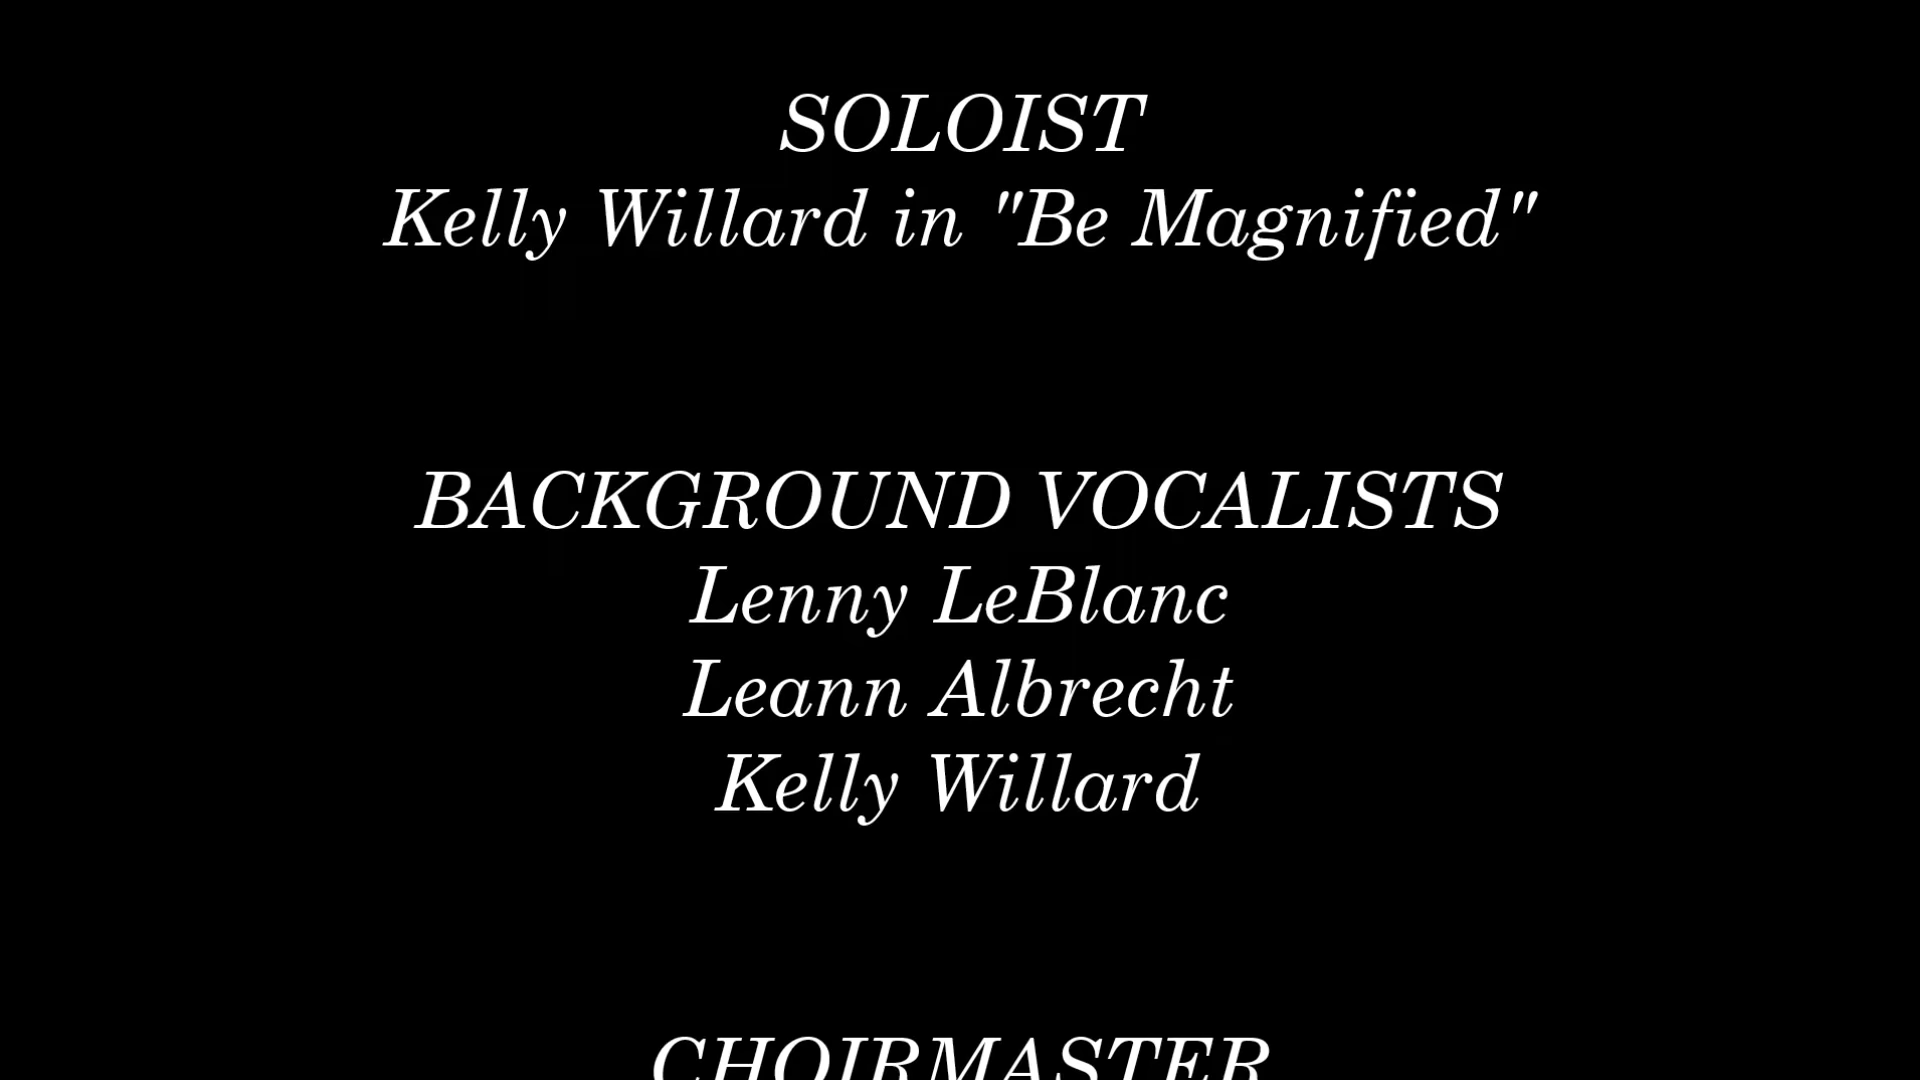 SOLOIST
Kelly Willard in "Be Magnified"
BACKGROUND VOCALISTS
Lenny LeBlanc
Leann Albrecht
Kelly Willard
CHOIRMASTER